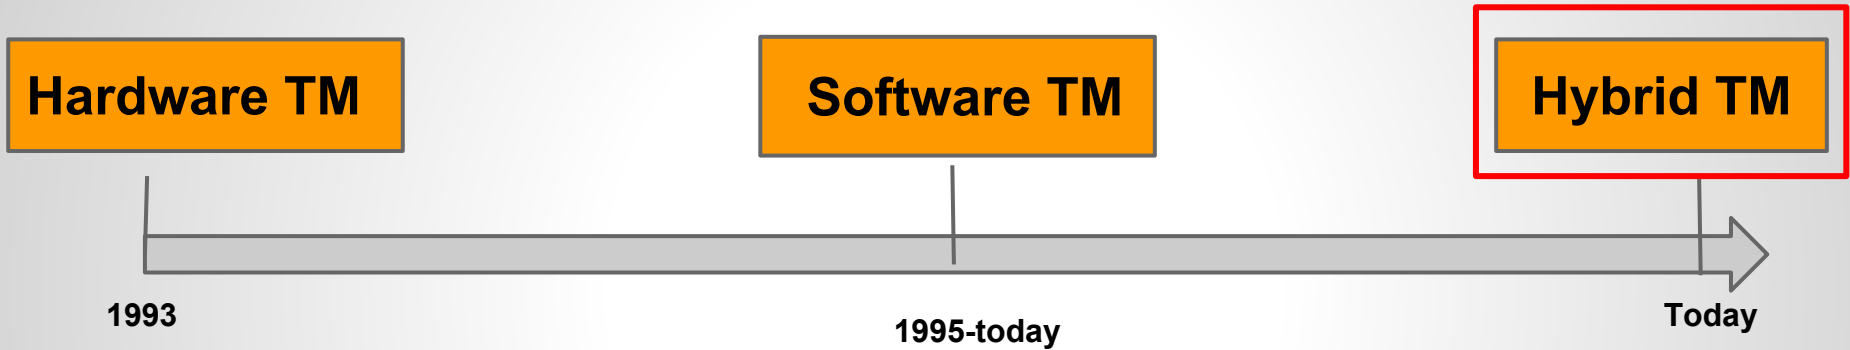 Hardware TM
Software TM
Hybrid TM
1993
1995-today
Today